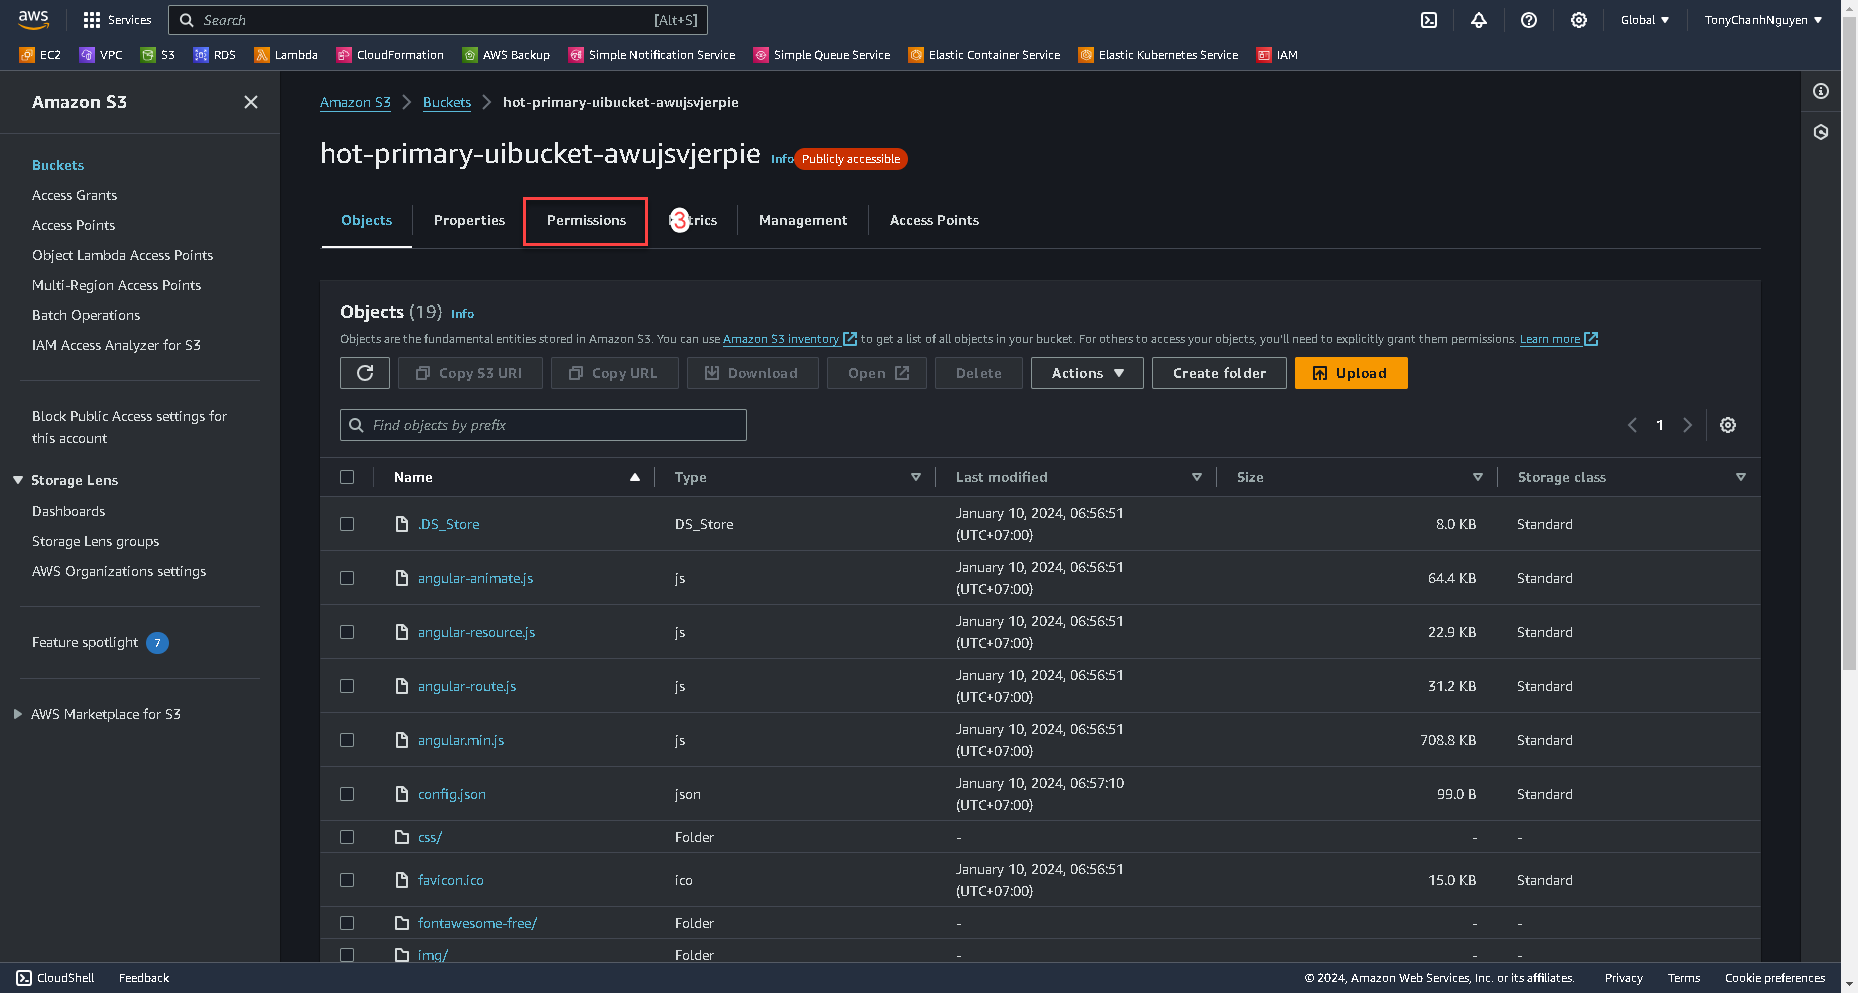 aws Services Search [Alt+S] Global TonyChanhNguyen
EC2 VPC S3 RDS Lambda CloudFormation AWS Backup Simple Notification Service Simple Queue Service Elastic Container Service Elastic Kubernetes Service IAM
Amazon S3
Buckets
Access Grants
Access Points
Object Lambda Access Points
Multi-Region Access Points
Batch Operations
IAM Access Analyzer for S3
Block Public Access settings for
this account
Storage Lens
Dashboards
Storage Lens groups
AWS Organizations settings
Feature spotlight 7
AWS Marketplace for S3
Amazon S3 Buckets hot-primary-uibucket-awujsvjerpie
hot-primary-uibucket-awujsvjerpie Info Publicly accessible
Objects Properties Permissions 3 trics Management Access Points
Objects (19) Info
Objects are the fundamental entities stored in Amazon S3. You can use Amazon S3 inventory to get a list of all objects in your bucket. For others to access your objects, you'll need to explicitly grant them permissions. Learn more
Copy S3 URI Copy URL Download Open Delete Actions Create folder Upload
Find objects by prefix 1
Name Type Last modified Size Storage class
.DS_Store DS_Store January 10, 2024, 06:56:51 (UTC+07:00) 8.0 KB Standard
angular-animate.js js January 10, 2024, 06:56:51 (UTC+07:00) 64.4 KB Standard
angular-resource.js js January 10, 2024, 06:56:51 (UTC+07:00) 22.9 KB Standard
angular-route.js js January 10, 2024, 06:56:51 (UTC+07:00) 31.2 KB Standard
angular.min.js js January 10, 2024, 06:56:51 (UTC+07:00) 708.8 KB Standard
config.json json January 10, 2024, 06:57:10 (UTC+07:00) 99.0 B Standard
css/ Folder - - -
favicon.ico ico January 10, 2024, 06:56:51 (UTC+07:00) 15.0 KB Standard
fontawesome-free/ Folder - - -
img/ Folder - - -
CloudShell Feedback © 2024, Amazon Web Services, Inc. or its affiliates. Privacy Terms Cookie preferences